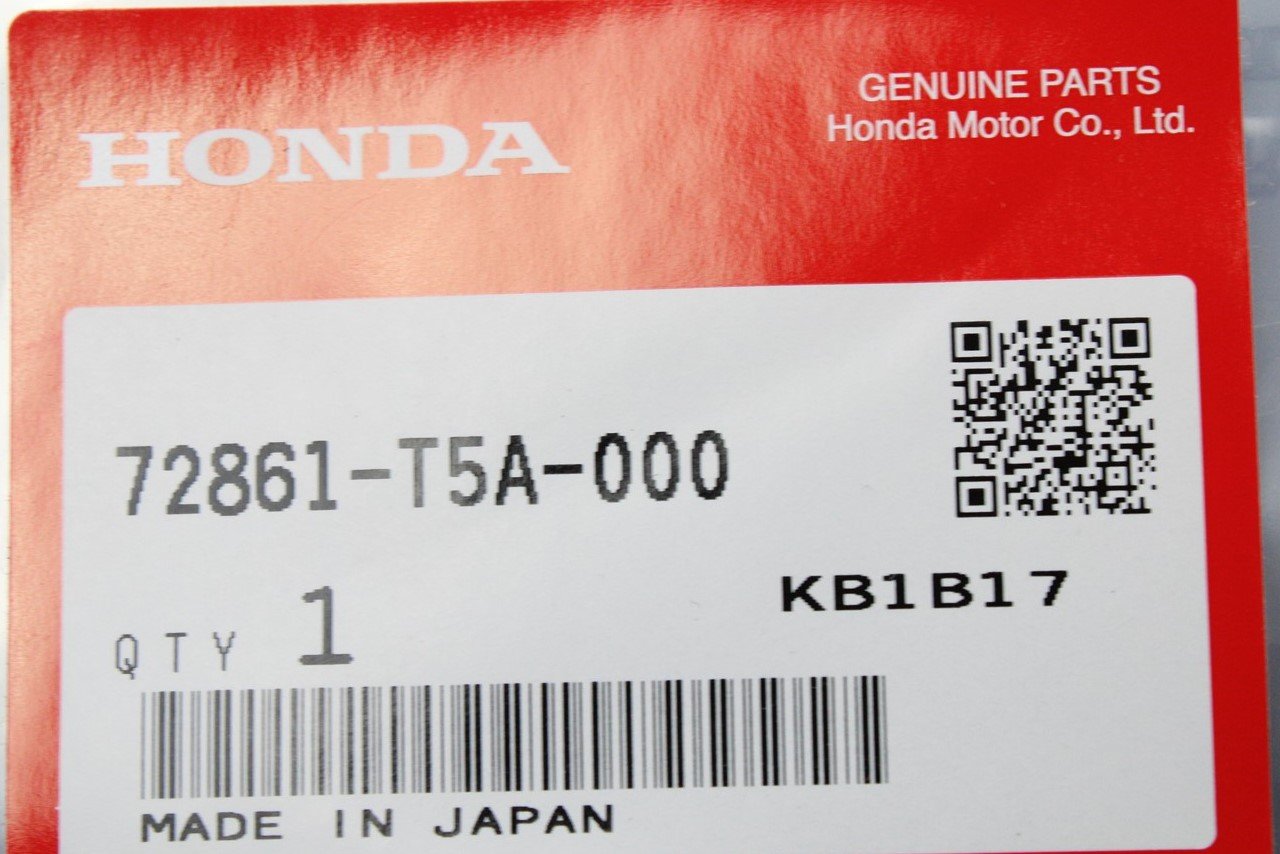 HONDA
GENUINE PARTS
Honda Motor Co., Ltd.
72861-T5A-000
KB1B17
QTY 1
MADE IN JAPAN